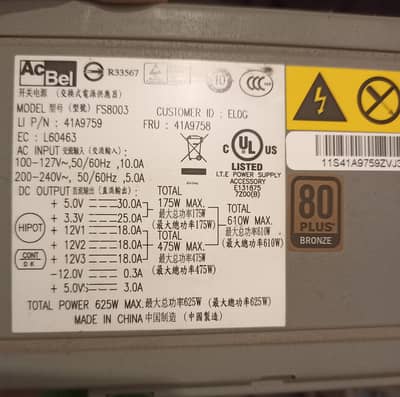 AcBel
R33567
10
CCC
开关电源 (交換式電源供應器)
MODEL 型号(型號) FS8003
CUSTOMER ID : ELOG
LI P/N : 41A9759
FRU : 41A9758
EC : L60463
AC INPUT 交流输入(交流輸入)
100-127V~,50/60Hz ,10.0A
200-240V~, 50/60Hz ,5.0A
C UL US
LISTED
I.T.E POWER SUPPLY
ACCESSORY
E131875
7Z00(B)
11S41A9759ZVJ3
DC OUTPUT 直流输出(直流輸出)
+ 5.0V 30.0A
+ 3.3V 25.0A
+ 12V1 18.0A
+ 12V2 18.0A
+ 12V3 18.0A
-12.0V 0.3A
+ 5.0VS 3.0A
TOTAL
175W MAX.
最大总功率175W
(最大總功率175W)
TOTAL
475W MAX.
最大总功率475W
(最大總功率475W)
TOTAL
610W MAX.
最大总功率610W
(最大總功率610W)
HIPOT
CONT
O K
80
PLUS
BRONZE
TOTAL POWER 625W MAX.最大总功率625W (最大總功率625W)
MADE IN CHINA 中国制造 (中國製造)